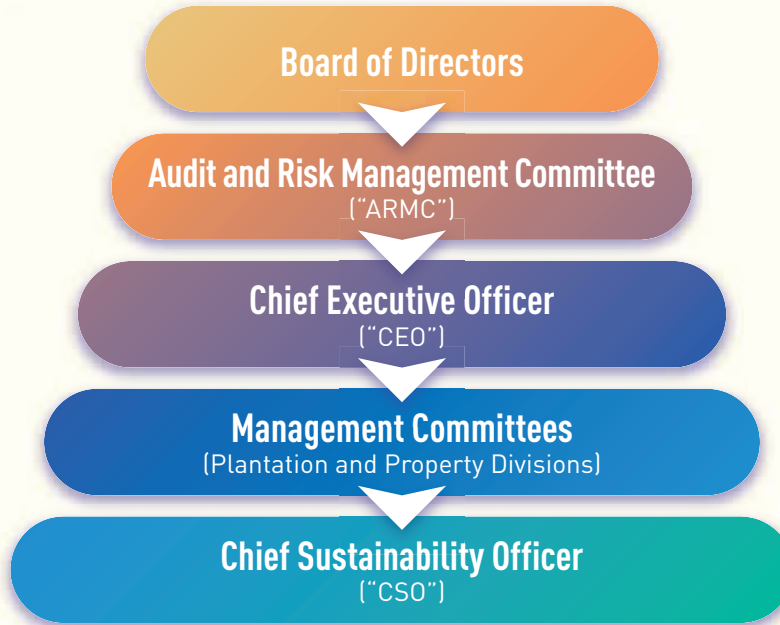 Board of Directors
Audit and Risk Management Committee
(“ARMC”)
Chief Executive Officer
(“CEO”)
Management Committees
(Plantation and Property Divisions)
Chief Sustainability Officer
(“CSO”)